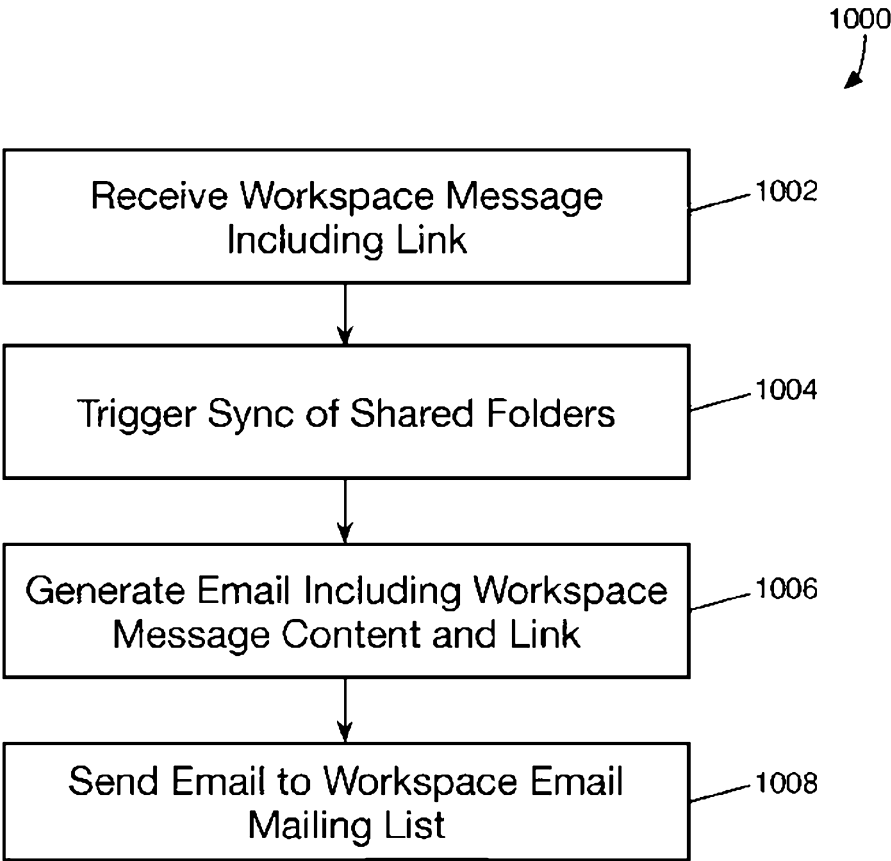 1000
Receive Workspace Message
Including Link
1002
Trigger Sync of Shared Folders
1004
Generate Email Including Workspace
Message Content and Link
1006
Send Email to Workspace Email
Mailing List
1008